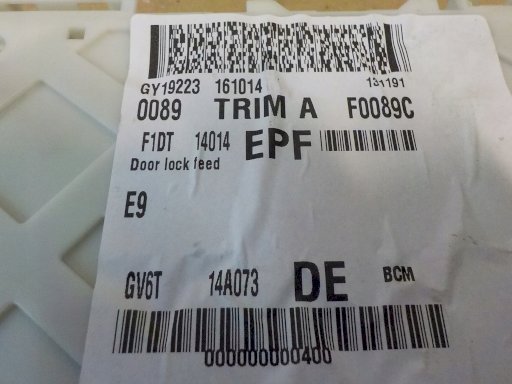 GY19223 161014 131191
0089 TRIM A F0089C
F1DT 14014 EPF
Door lock feed
E9
GV6T 14A073 DE BCM
000000000400